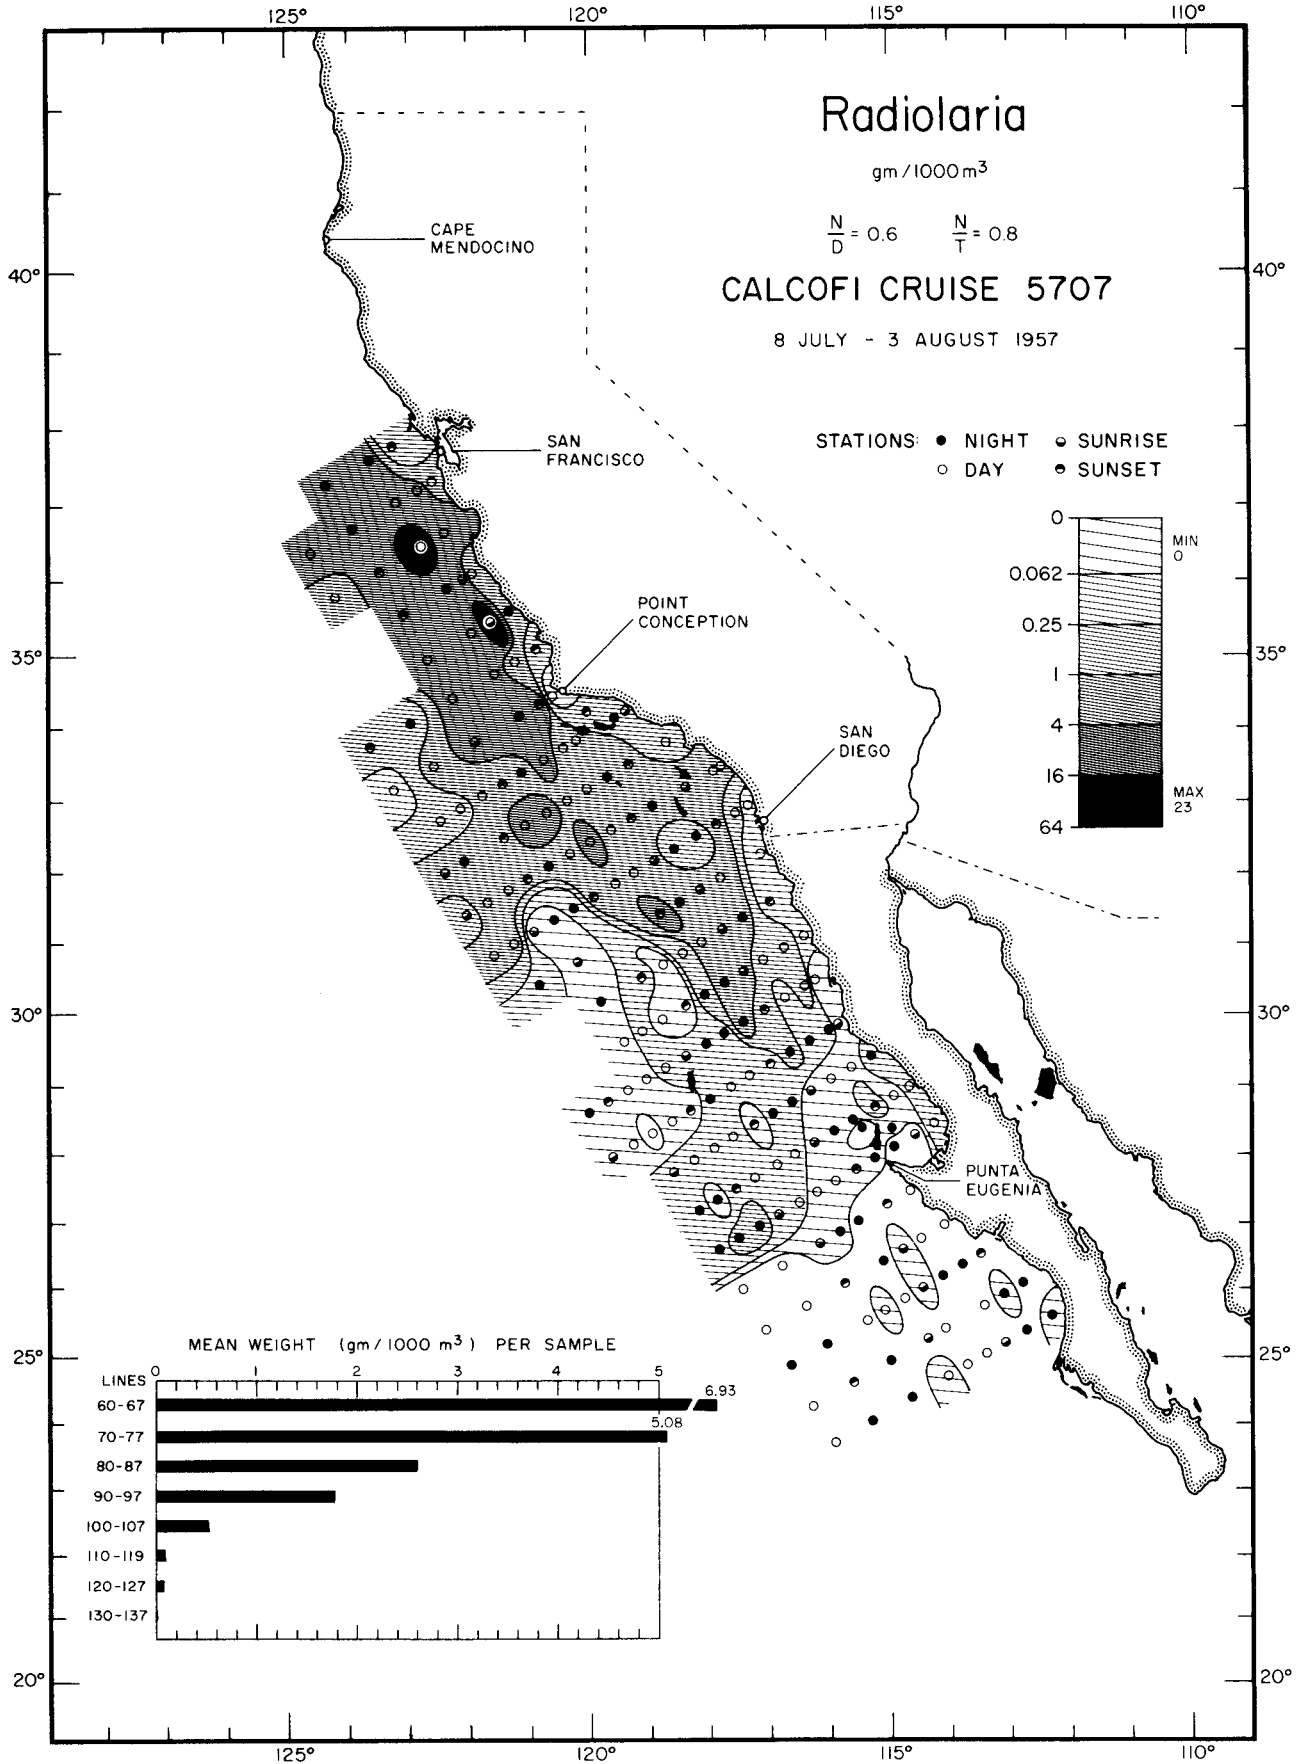 125° 120° 115° 110°
Radiolaria
gm/1000m³
N/D = 0.6 N/T = 0.8
CALCOFI CRUISE 5707
8 JULY - 3 AUGUST 1957
CAPE
MENDOCINO
40° 40°
STATIONS: NIGHT SUNRISE
DAY SUNSET
SAN
FRANCISCO
0
MIN
0
0.062
0.25
1
4
16
MAX
23
64
POINT
CONCEPTION
35° 35°
SAN
DIEGO
30° 30°
PUNTA
EUGENIA
25° 25°
MEAN WEIGHT (gm/1000 m³) PER SAMPLE
LINES 0 1 2 3 4 5
60-67 6.93
70-77 5.08
80-87
90-97
100-107
110-119
120-127
130-137
20° 20°
125° 120° 115° 110°